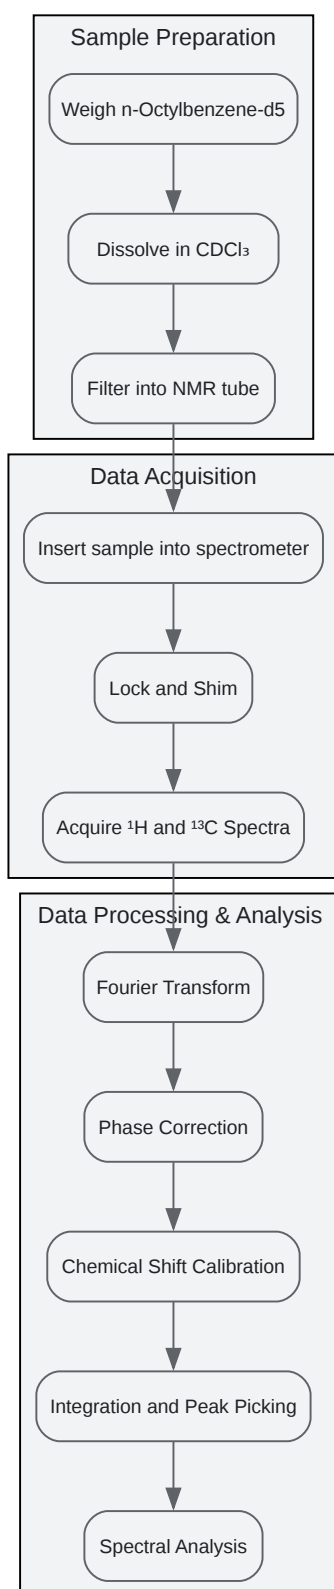 Sample Preparation
Weigh n-Octylbenzene-d5
Dissolve in CDCl₃
Filter into NMR tube
Data Acquisition
Insert sample into spectrometer
Lock and Shim
Acquire ¹H and ¹³C Spectra
Data Processing & Analysis
Fourier Transform
Phase Correction
Chemical Shift Calibration
Integration and Peak Picking
Spectral Analysis